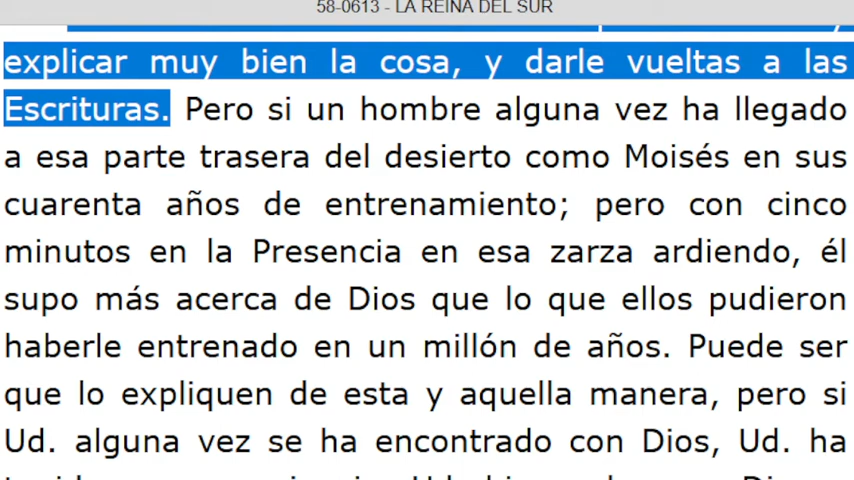 58-0613 - LA REINA DEL SUR
explicar muy bien la cosa, y darle vueltas a las
Escrituras. Pero si un hombre alguna vez ha llegado
a esa parte trasera del desierto como Moisés en sus
cuarenta años de entrenamiento; pero con cinco
minutos en la Presencia en esa zarza ardiendo, él
supo más acerca de Dios que lo que ellos pudieron
haberle entrenado en un millón de años. Puede ser
que lo expliquen de esta y aquella manera, pero si
Ud. alguna vez se ha encontrado con Dios, Ud. ha